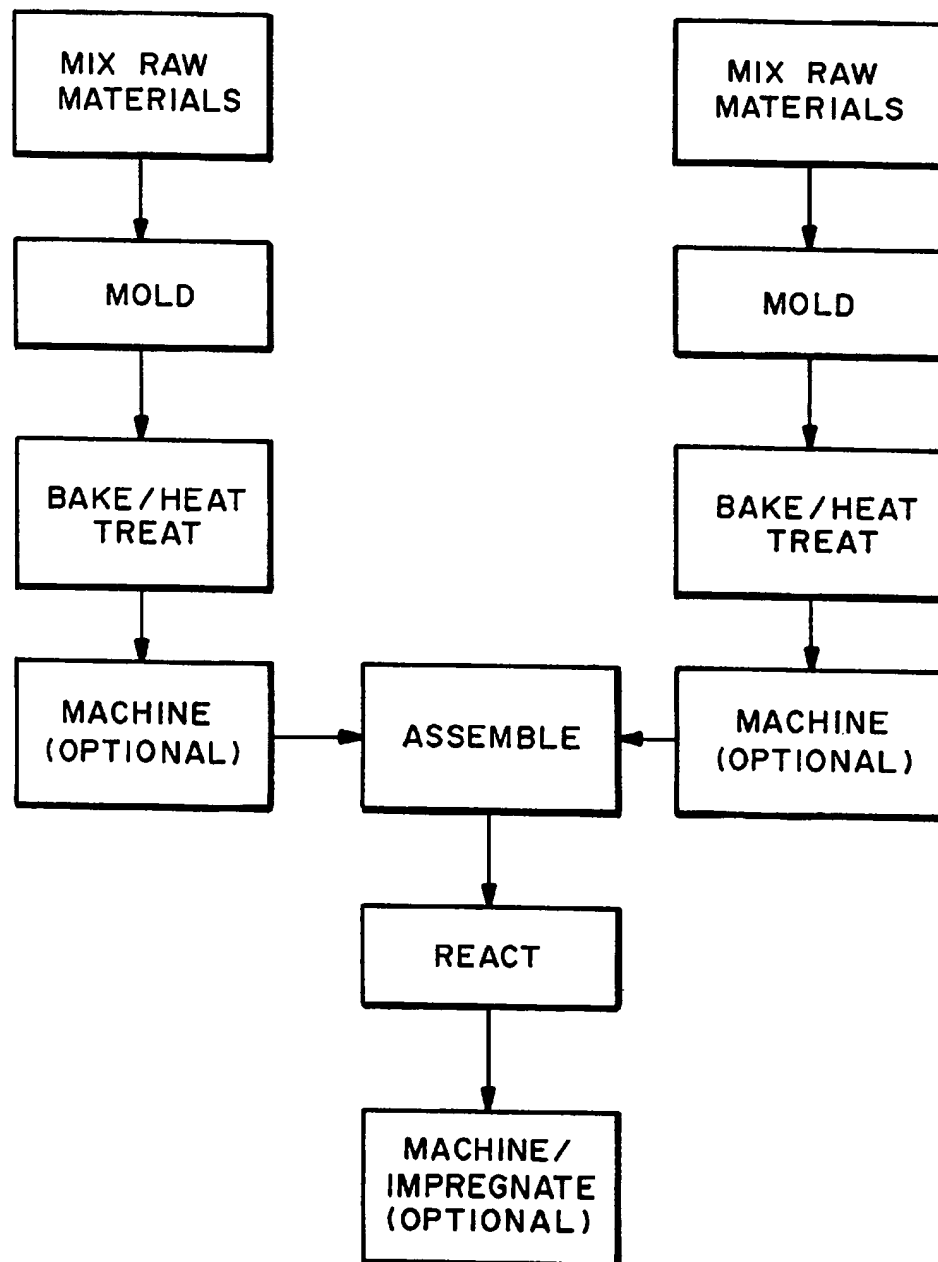 MIX RAW
MATERIALS
MOLD
BAKE/HEAT
TREAT
MACHINE
(OPTIONAL)
MIX RAW
MATERIALS
MOLD
BAKE/HEAT
TREAT
MACHINE
(OPTIONAL)
ASSEMBLE
REACT
MACHINE/
IMPREGNATE
(OPTIONAL)